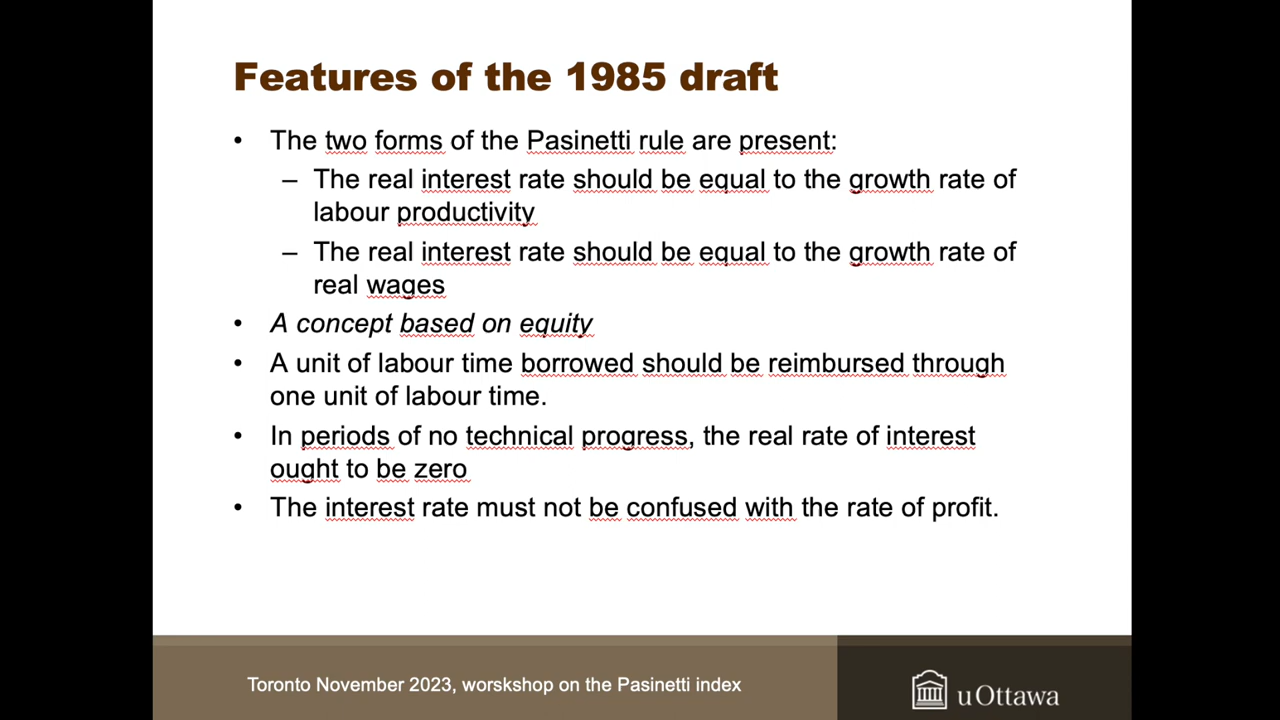 Features of the 1985 draft
• The two forms of the Pasinetti rule are present:
– The real interest rate should be equal to the growth rate of
labour productivity
– The real interest rate should be equal to the growth rate of
real wages
• A concept based on equity
• A unit of labour time borrowed should be reimbursed through
one unit of labour time.
• In periods of no technical progress, the real rate of interest
ought to be zero
• The interest rate must not be confused with the rate of profit.
Toronto November 2023, worskshop on the Pasinetti index
uOttawa